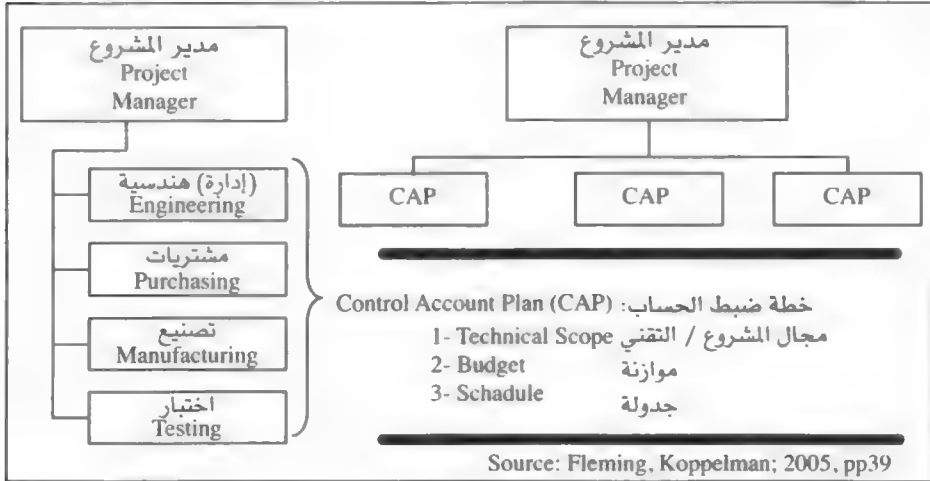 مدير المشروع
Project
Manager
(إدارة) هندسية
Engineering
مشتريات
Purchasing
تصنيع
Manufacturing
اختبار
Testing
مدير المشروع
Project
Manager
CAP
CAP
CAP
Control Account Plan (CAP) :خطة ضبط الحساب
1- Technical Scope مجال المشروع / التقني
2- Budget موازنة
3- Schadule جدولة
Source: Fleming, Koppelman; 2005, pp39